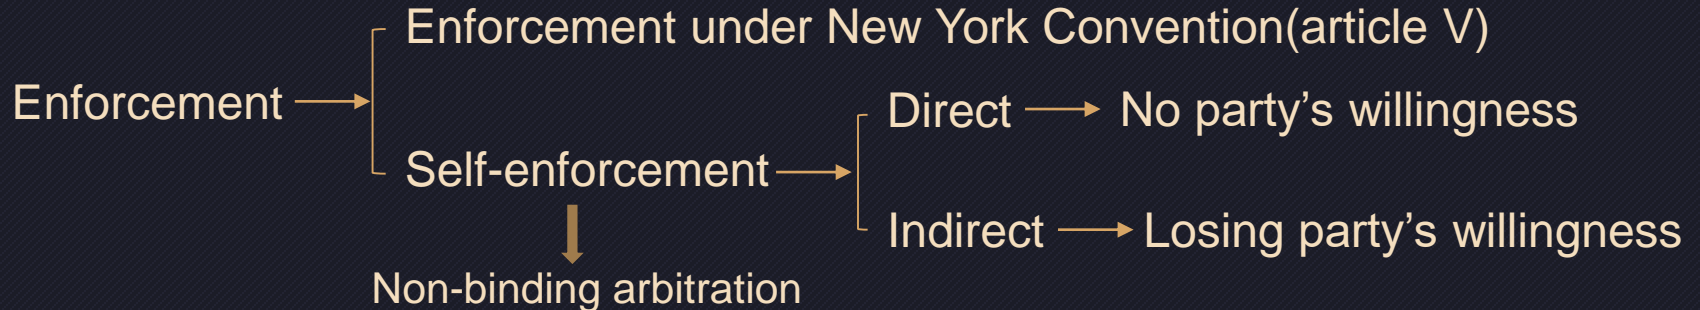 Enforcement under New York Convention(article V)
Enforcement
Direct
No party’s willingness
Self-enforcement
Indirect
Losing party’s willingness
Non-binding arbitration